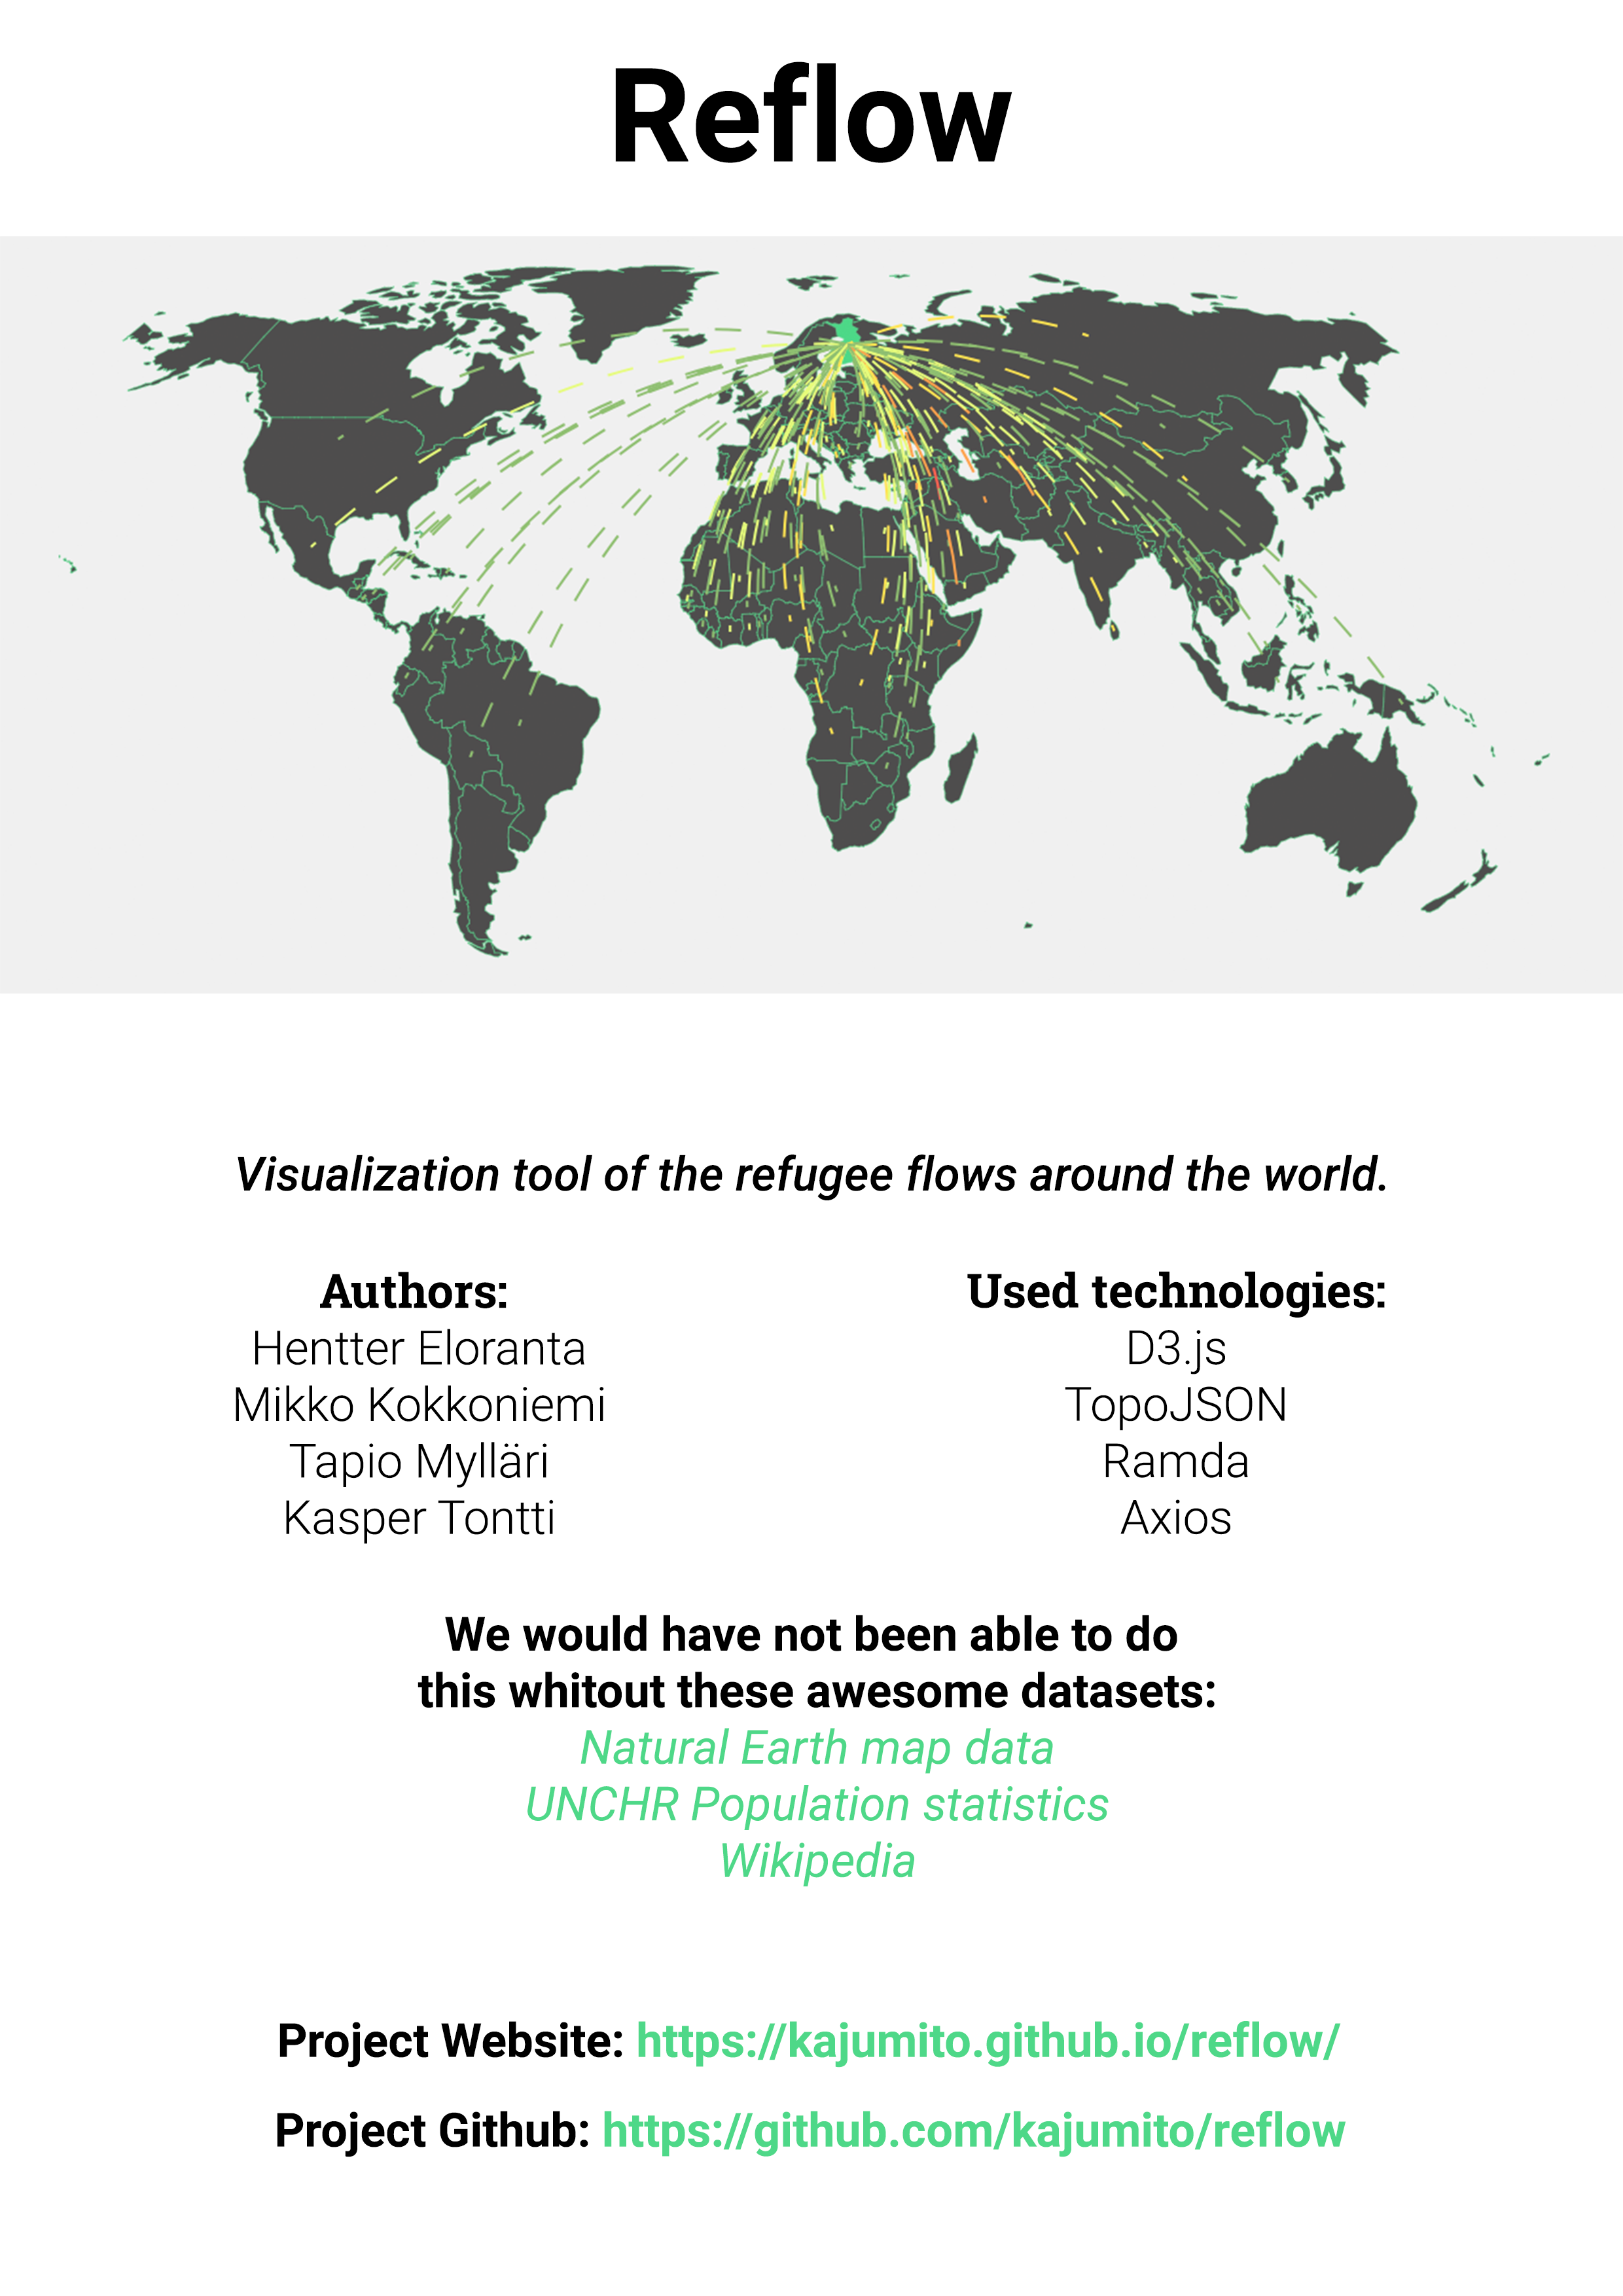 Reflow
Visualization tool of the refugee flows around the world.
Authors:
Hentter Eloranta
Mikko Kokkoniemi
Tapio Mylläri
Kasper Tontti
Used technologies:
D3.js
TopoJSON
Ramda
Axios
We would have not been able to do
this whitout these awesome datasets:
Natural Earth map data
UNCHR Population statistics
Wikipedia
Project Website: https://kajumito.github.io/reflow/
Project Github: https://github.com/kajumito/reflow